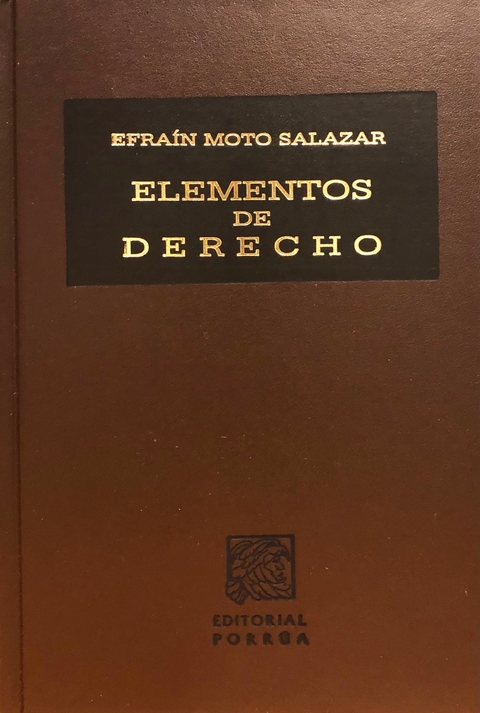 EFRAÍN MOTO SALAZAR
ELEMENTOS
DE
DERECHO
EDITORIAL
PORRÚA